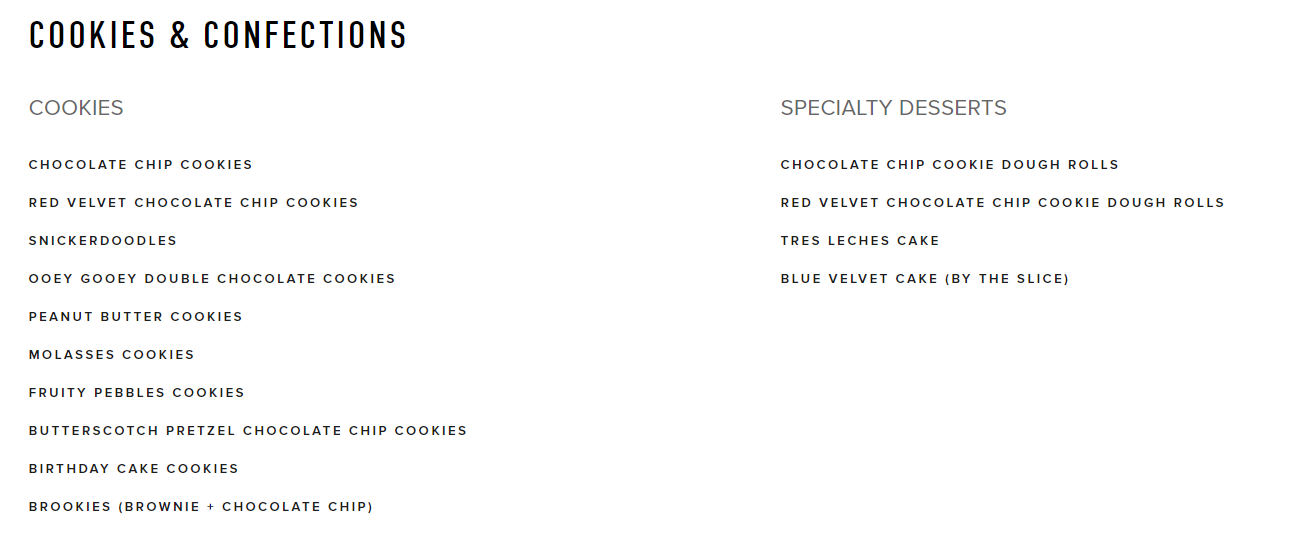 COOKIES & CONFECTIONS
COOKIES
CHOCOLATE CHIP COOKIES
RED VELVET CHOCOLATE CHIP COOKIES
SNICKERDOODLES
OOEY GOOEY DOUBLE CHOCOLATE COOKIES
PEANUT BUTTER COOKIES
MOLASSES COOKIES
FRUITY PEBBLES COOKIES
BUTTERSCOTCH PRETZEL CHOCOLATE CHIP COOKIES
BIRTHDAY CAKE COOKIES
BROOKIES (BROWNIE + CHOCOLATE CHIP)
SPECIALTY DESSERTS
CHOCOLATE CHIP COOKIE DOUGH ROLLS
RED VELVET CHOCOLATE CHIP COOKIE DOUGH ROLLS
TRES LECHES CAKE
BLUE VELVET CAKE (BY THE SLICE)